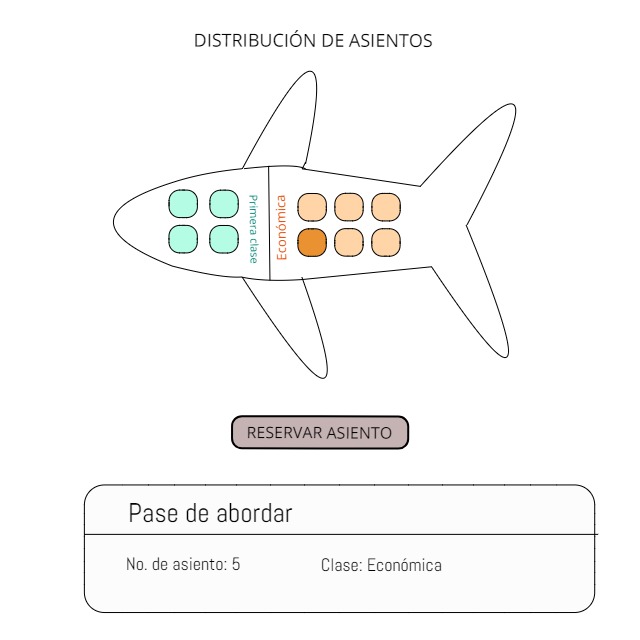 DISTRIBUCIÓN DE ASIENTOS
Primera clase
Económica
RESERVAR ASIENTO
Pase de abordar
No. de asiento: 5
Clase: Económica